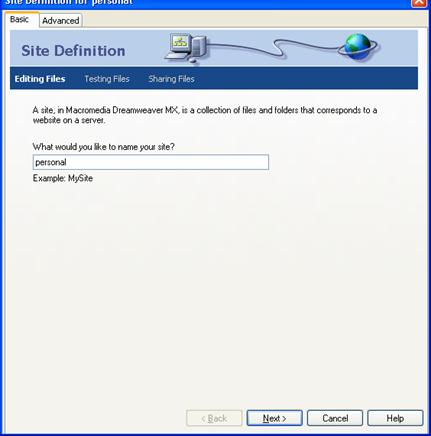 Site Definition for personal
Basic
Advanced
Site Definition
Editing Files
Testing Files
Sharing Files
A site, in Macromedia Dreamweaver MX, is a collection of files and folders that corresponds to a
website on a server.
What would you like to name your site?
personal
Example: MySite
< Back
Next >
Cancel
Help